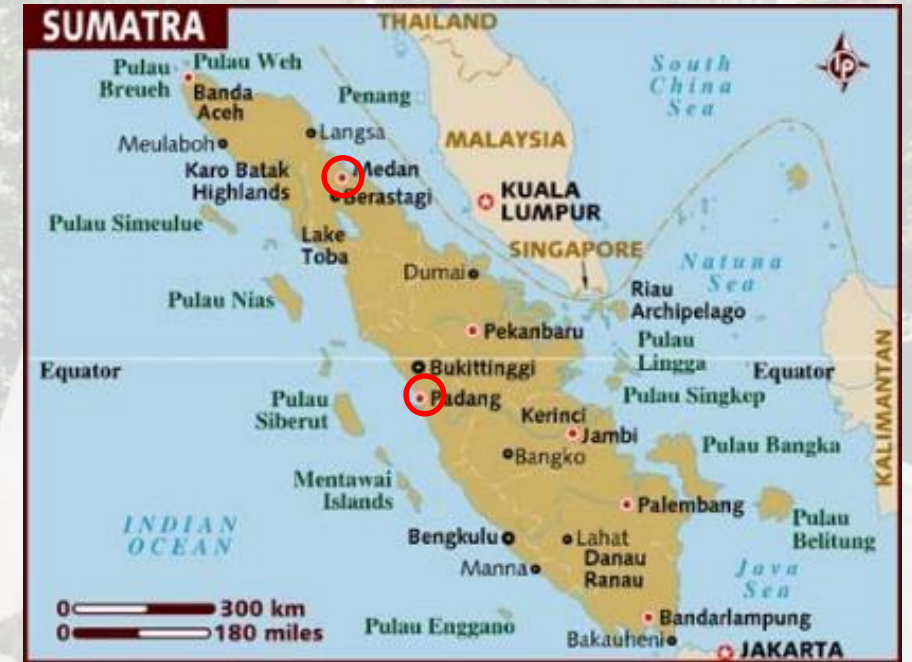 SUMATRA
THAILAND
Pulau Weh
Pulau
Breueh
Banda
Aceh
Penang
South
China
Sea
lp
Langsa
Meulaboh
MALAYSIA
Karo Batak
Highlands
Medan
Berastagi
KUALA
LUMPUR
Pulau Simeulue
Lake
Toba
SINGAPORE
Dumai
Natuna
Sea
Pulau Nias
Riau
Archipelago
Pekanbaru
Pulau
Lingga
Equator
Bukittinggi
Equator
KALIMANTAN
Pulau
Siberut
Padang
Pulau Singkep
Kerinci
Jambi
Pulau Bangka
Bangko
Mentawai
Islands
Palembang
INDIAN
OCEAN
Pulau
Belitung
Bengkulu
Lahat
Danau
Ranau
Manna
Java
Sea
0 300 km
0 180 miles
Pulau Enggano
Bandarlampung
Bakauheni
JAKARTA